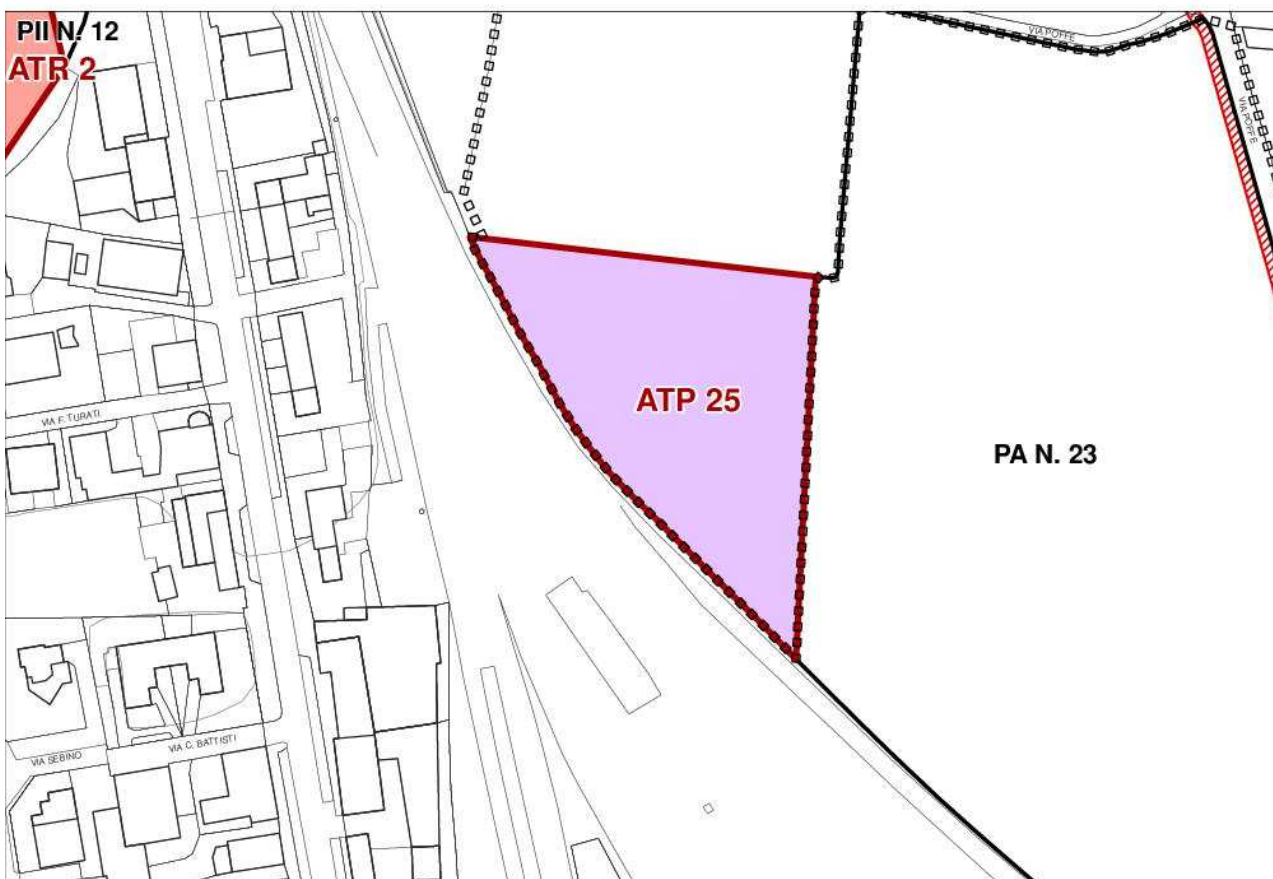 PII N. 12
ATR 2
VIA POFFE
VIA POFFE
ATP 25
VIA F. TURATI
PA N. 23
VIA C. BATTISTI
VIA SEBINO